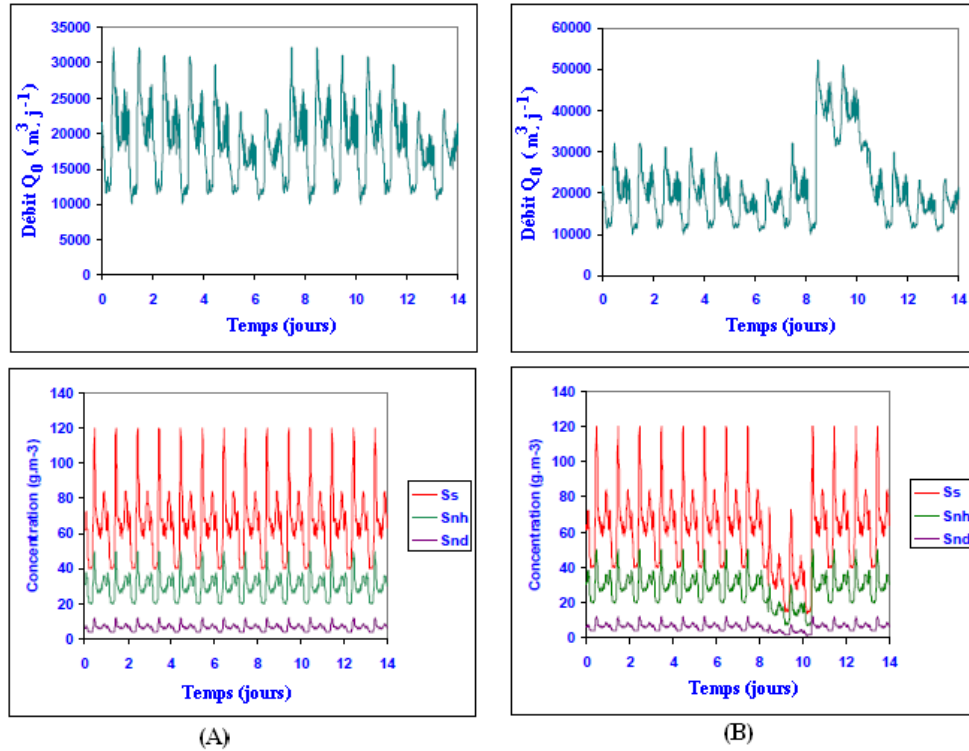 35000
30000
25000
20000
15000
10000
5000
0
Débit Q0 ( m3. j-1)
0 2 4 6 8 10 12 14
Temps (jours)
60000
50000
40000
30000
20000
10000
0
Débit Q0 ( m3. j-1)
0 2 4 6 8 10 12 14
Temps (jours)
140
120
100
80
60
40
20
0
Concentration (g.m-3)
0 2 4 6 8 10 12 14
Temps (jours)
Ss
Snh
Snd
(A)
140
120
100
80
60
40
20
0
Concentration (g.m-3)
0 2 4 6 8 10 12 14
Temps (jours)
Ss
Snh
Snd
(B)